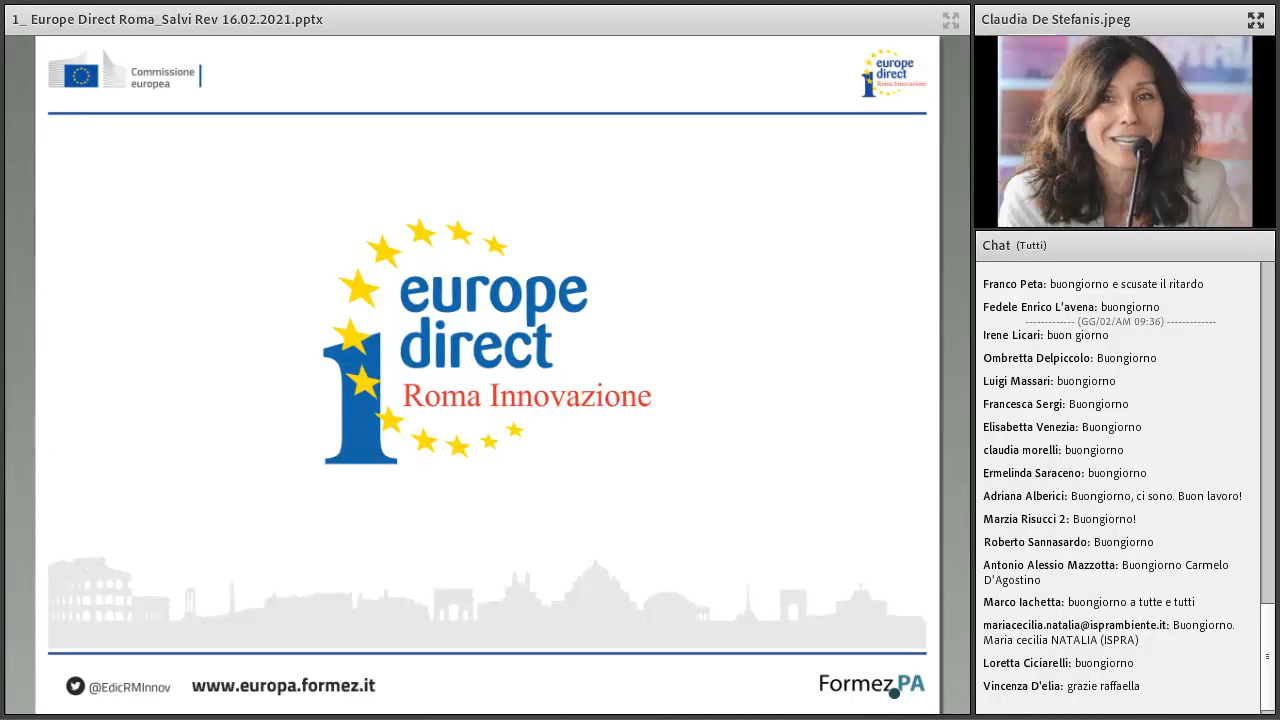 1_ Europe Direct Roma_Salvi Rev 16.02.2021.pptx
Commissione
europea
europe
direct
Roma Innovazione
europe
direct
Roma Innovazione
@EdicRMInnov
www.europa.formez.it
Formez PA
Claudia De Stefanis.jpeg
Chat (Tutti)
Franco Peta: buongiorno e scusate il ritardo
Fedele Enrico L'avena: buongiorno
------------- (GG/02/AM 09:36) -------------
Irene Licari: buon giorno
Ombretta Delpiccolo: Buongiorno
Luigi Massari: buongiorno
Francesca Sergi: Buongiorno
Elisabetta Venezia: Buongiorno
claudia morelli: buongiorno
Ermelinda Saraceno: buongiorno
Adriana Alberici: Buongiorno, ci sono. Buon lavoro!
Marzia Risucci 2: Buongiorno!
Roberto Sannasardo: Buongiorno
Antonio Alessio Mazzotta: Buongiorno Carmelo
D'Agostino
Marco Iachetta: buongiorno a tutte e tutti
mariacecilia.natalia@isprambiente.it: Buongiorno.
Maria cecilia NATALIA (ISPRA)
Loretta Ciciarelli: buongiorno
Vincenza D'elia: grazie raffaella